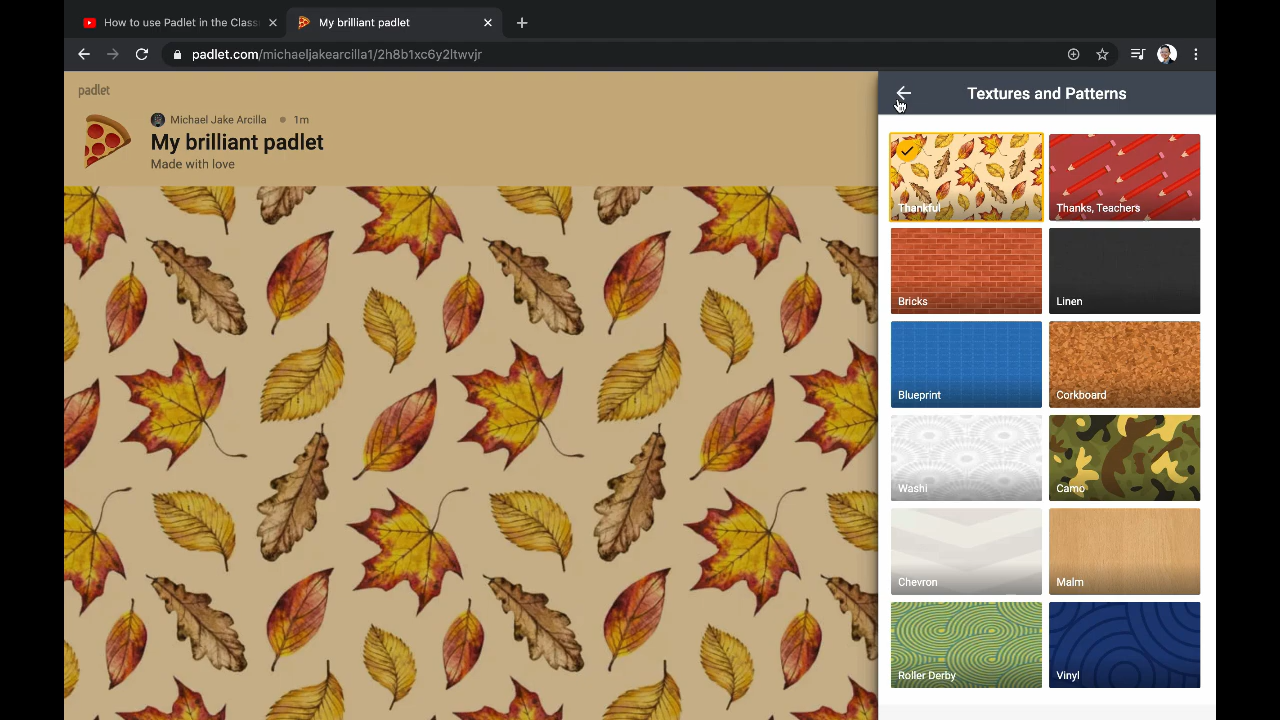 How to use Padlet in the Class
My brilliant padlet
padlet.com/michaeljakearcilla1/2h8b1xc6y2ltwvjr
padlet
Michael Jake Arcilla 1m
My brilliant padlet
Made with love
Textures and Patterns
Thankful
Thanks, Teachers
Bricks
Linen
Blueprint
Corkboard
Washi
Camo
Chevron
Malm
Roller Derby
Vinyl